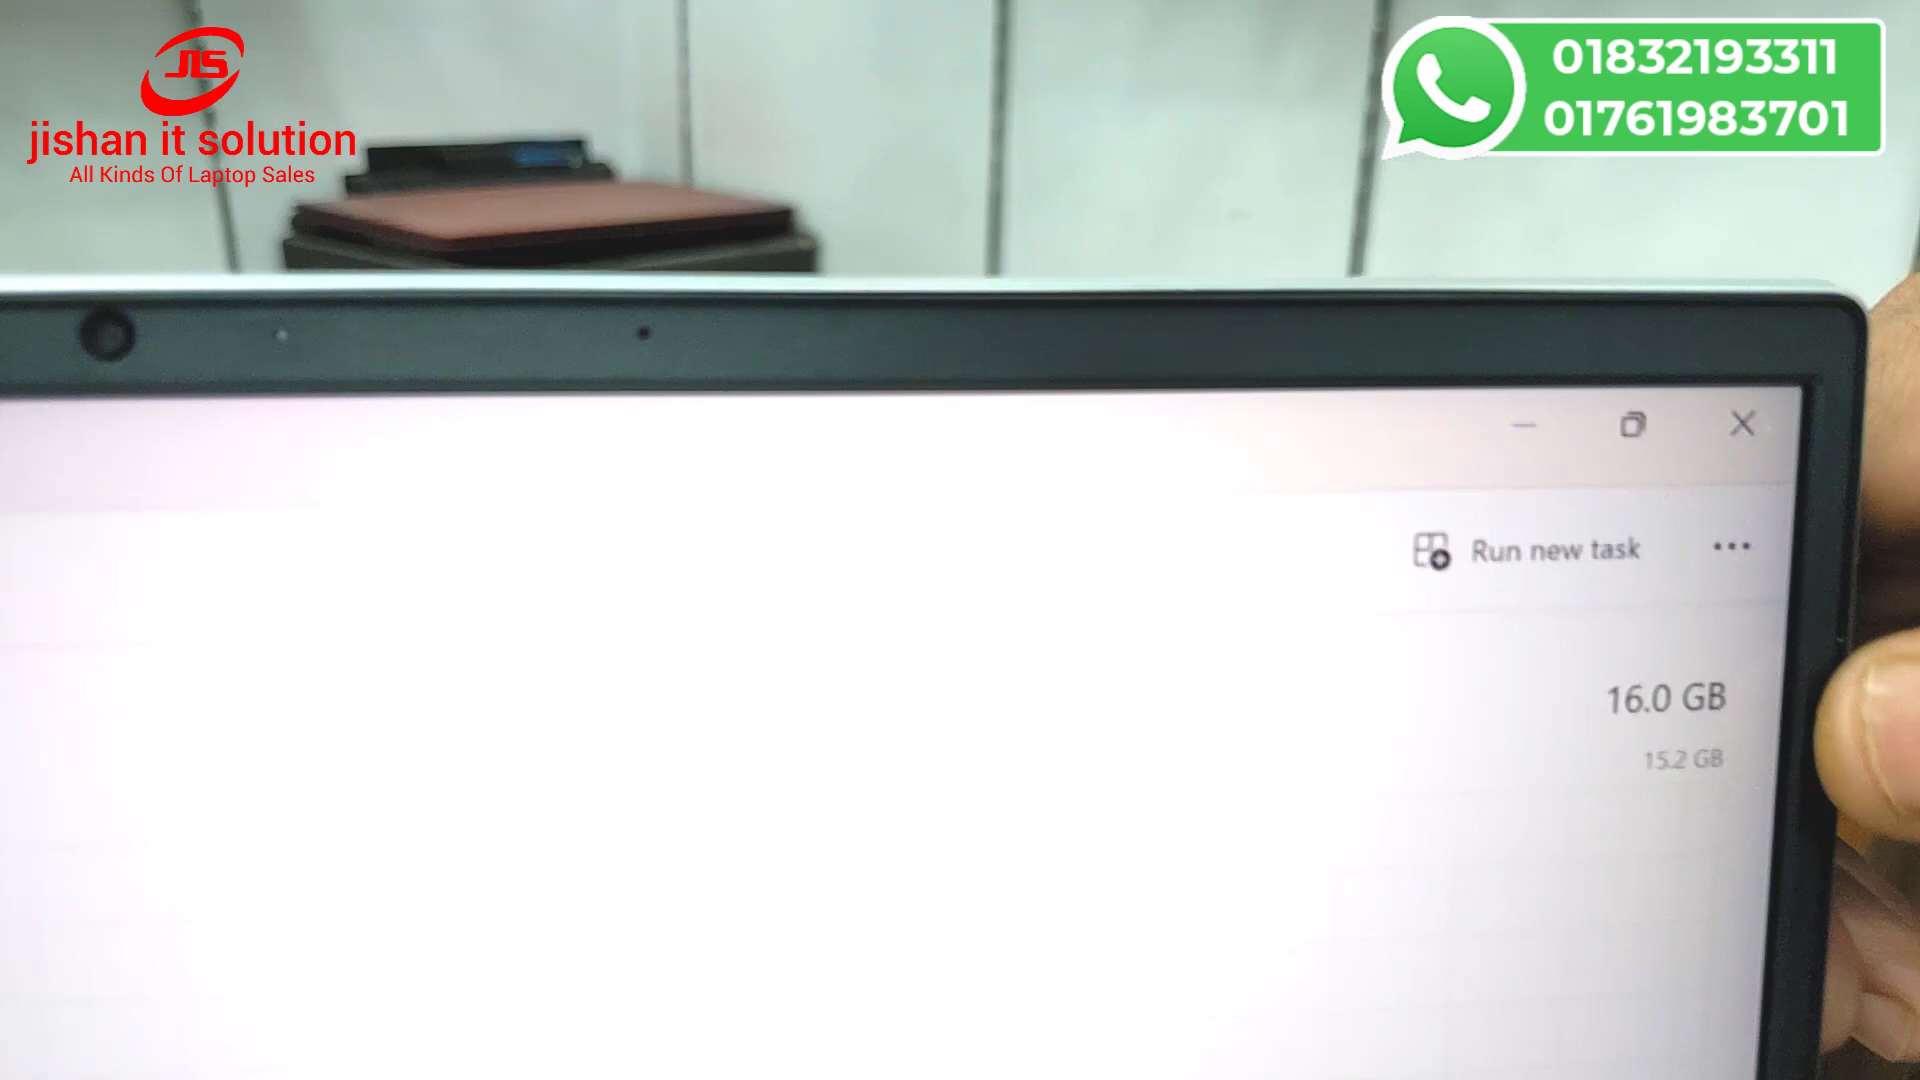 JIS
jishan it solution
All Kinds Of Laptop Sales
01832193311
01761983701
Run new task
16.0 GB
15.2 GB